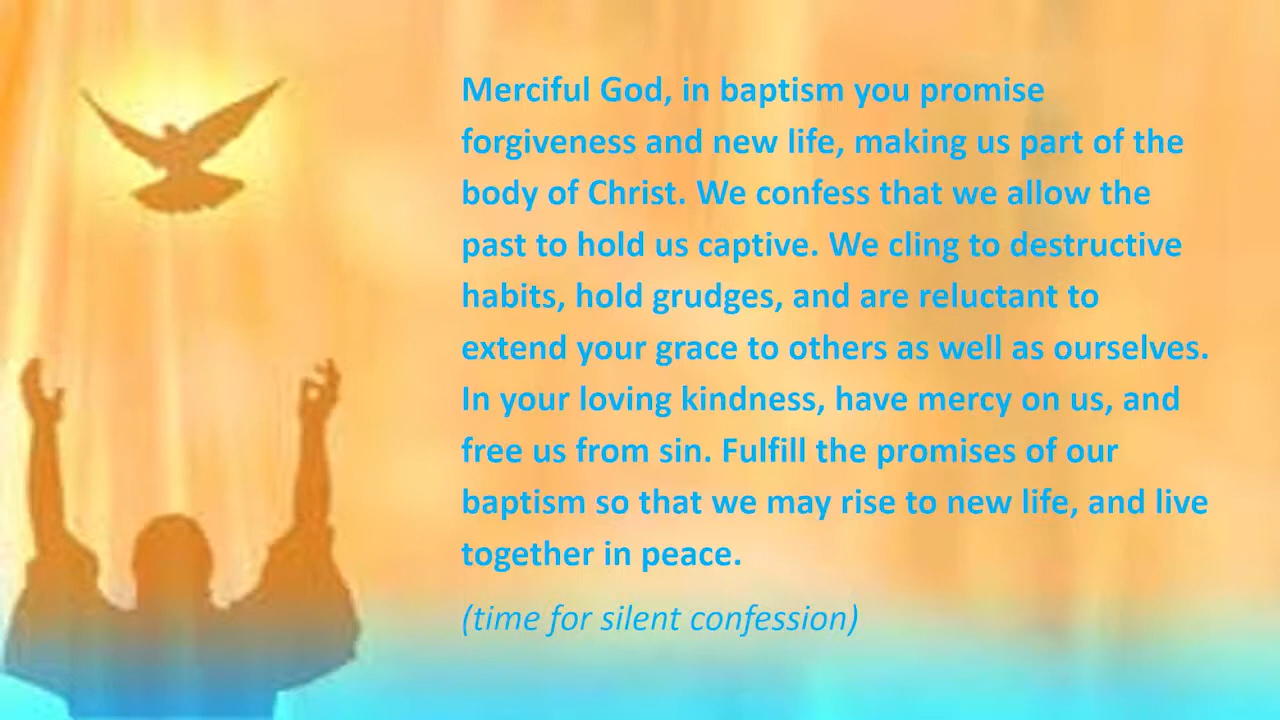 Merciful God, in baptism you promise
forgiveness and new life, making us part of the
body of Christ. We confess that we allow the
past to hold us captive. We cling to destructive
habits, hold grudges, and are reluctant to
extend your grace to others as well as ourselves.
In your loving kindness, have mercy on us, and
free us from sin. Fulfill the promises of our
baptism so that we may rise to new life, and live
together in peace.
(time for silent confession)